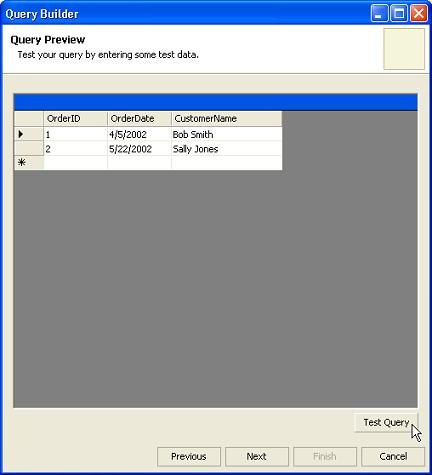 Query Builder
Query Preview
Test your query by entering some test data.
OrderID OrderDate CustomerName
1 4/5/2002 Bob Smith
2 5/22/2002 Sally Jones
Test Query
Previous Next Finish Cancel